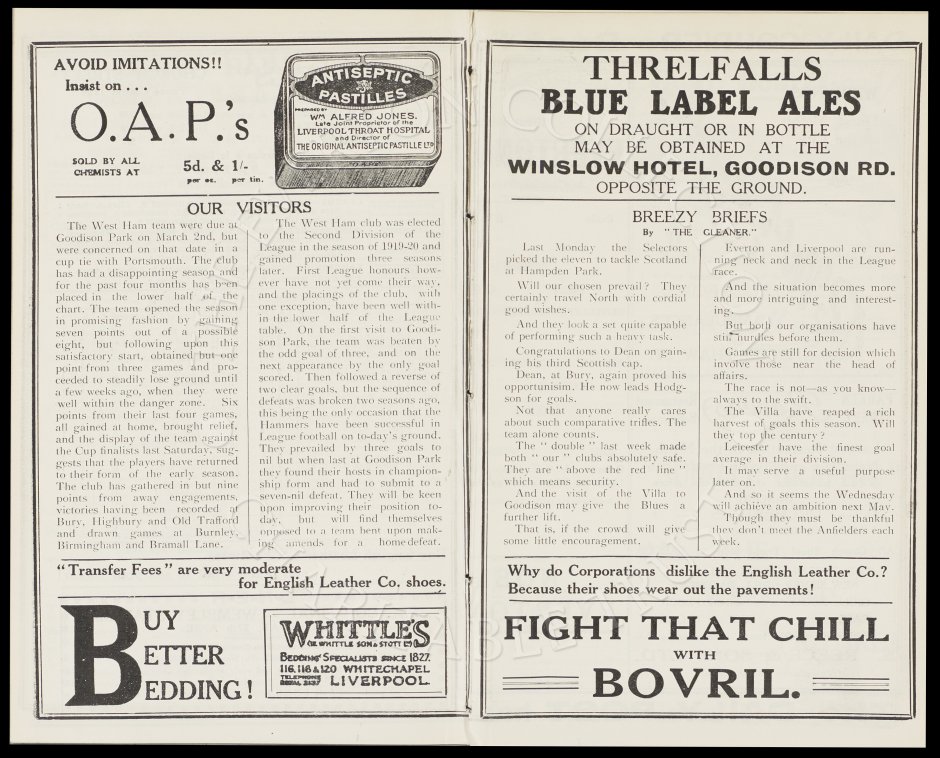 AVOID IMITATIONS!!
Insist on . . .
O.A.P.'s
SOLD BY ALL
CHEMISTS AT
5d. & 1/-
per oz. per tin.
ANTISEPTIC
PASTILLES
PREPARED BY
WM ALFRED JONES.
Late Joint Proprietor of the
LIVERPOOL THROAT HOSPITAL
and Director of
THE ORIGINAL ANTISEPTIC PASTILLE LTD
OUR VISITORS
The West Ham team were due at
Goodison Park on March 2nd, but
were concerned on that date in a
cup tie with Portsmouth. The club
has had a disappointing season and
for the past four months has been
placed in the lower half of the
chart. The team opened the season
in promising fashion by gaining
seven points out of a possible
eight, but following upon this
satisfactory start, obtained but one
point from three games and pro-
ceeded to steadily lose ground until
a few weeks ago, when they were
well within the danger zone. Six
points from their last four games,
all gained at home, brought relief,
and the display of the team against
the Cup finalists last Saturday, sug-
gests that the players have returned
to their form of the early season.
The club has gathered in but nine
points from away engagements,
victories having been recorded at
Bury, Highbury and Old Trafford
and drawn games at Burnley,
Birmingham and Bramall Lane.
The West Ham club was elected
to the Second Division of the
League in the season of 1919-20 and
gained promotion three seasons
later. First League honours how-
ever have not yet come their way,
and the placings of the club, with
one exception, have been well with-
in the lower half of the League
table. On the first visit to Goodi-
son Park, the team was beaten by
the odd goal of three, and on the
next appearance by the only goal
scored. Then followed a reverse of
two clear goals, but the sequence of
defeats was broken two seasons ago,
this being the only occasion that the
Hammers have been successful in
League football on to-day's ground.
They prevailed by three goals to
nil but when last at Goodison Park
they found their hosts in champion-
ship form and had to submit to a
seven-nil defeat. They will be keen
upon improving their position to-
day, but will find themselves
opposed to a team bent upon mak-
ing amends for a home defeat.
"Transfer Fees" are very moderate
for English Leather Co. shoes.
BUY
BETTER
BEDDING!
WHITTLE'S
(E. WHITTLE SON & STOTT LTD)
BEDDING SPECIALISTS SINCE 1827.
116, 118 & 120 WHITECHAPEL
TELEPHONE
LIVERPOOL.
THRELFALLS
BLUE LABEL ALES
ON DRAUGHT OR IN BOTTLE
MAY BE OBTAINED AT THE
WINSLOW HOTEL, GOODISON RD.
OPPOSITE THE GROUND.
BREEZY BRIEFS
By "THE GLEANER."
Last Monday the Selectors
picked the eleven to tackle Scotland
at Hampden Park.
Will our chosen prevail? They
certainly travel North with cordial
good wishes.
And they look a set quite capable
of performing such a heavy task.
Congratulations to Dean on gain-
ing his third Scottish cap.
Dean, at Bury, again proved his
opportunisim. He now leads Hodg-
son for goals.
Not that anyone really cares
about such comparative trifles. The
team alone counts.
The "double" last week made
both "our" clubs absolutely safe.
They are "above the red line"
which means security.
And the visit of the Villa to
Goodison may give the Blues a
further lift.
That is, if the crowd will give
some little encouragement.
Everton and Liverpool are run-
ning neck and neck in the League
race.
And the situation becomes more
and more intriguing and interest-
ing.
But both our organisations have
still hurdles before them.
Games are still for decision which
involve those near the head of
affairs.
The race is not—as you know—
always to the swift.
The Villa have reaped a rich
harvest of goals this season. Will
they top the century?
Leicester have the finest goal
average in their division.
It may serve a useful purpose
later on.
And so it seems the Wednesday
will achieve an ambition next May.
Though they must be thankful
they don't meet the Anfielders each
week.
Why do Corporations dislike the English Leather Co.?
Because their shoes wear out the pavements!
FIGHT THAT CHILL
WITH
BOVRIL.